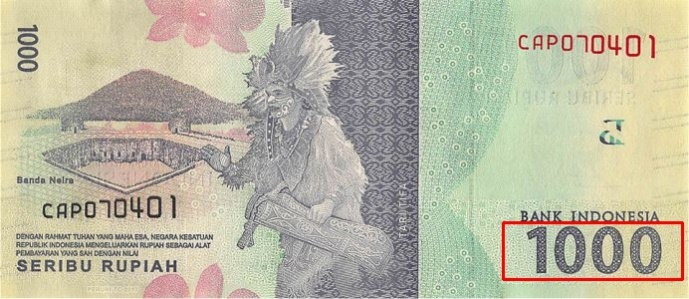 1000
CAP070401
Banda Neira
CAP070401
DENGAN RAHMAT TUHAN YANG MAHA ESA, NEGARA KESATUAN
REPUBLIK INDONESIA MENGELUARKAN RUPIAH SEBAGAI ALAT
PEMBAYARAN YANG SAH DENGAN NILAI
SERIBU RUPIAH
TARI TIFA
BANK INDONESIA
1000